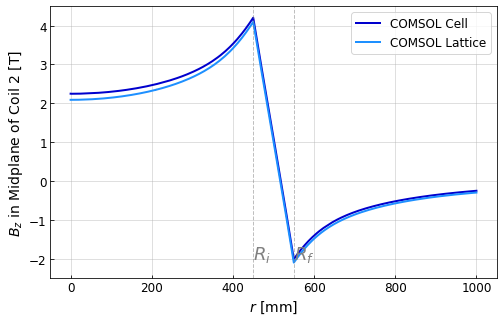 COMSOL Cell
COMSOL Lattice
4
3
2
1
0
−1
−2
$B_z$ in Midplane of Coil 2 [T]
$R_i$ $R_f$
0 200 400 600 800 1000
$r$ [mm]